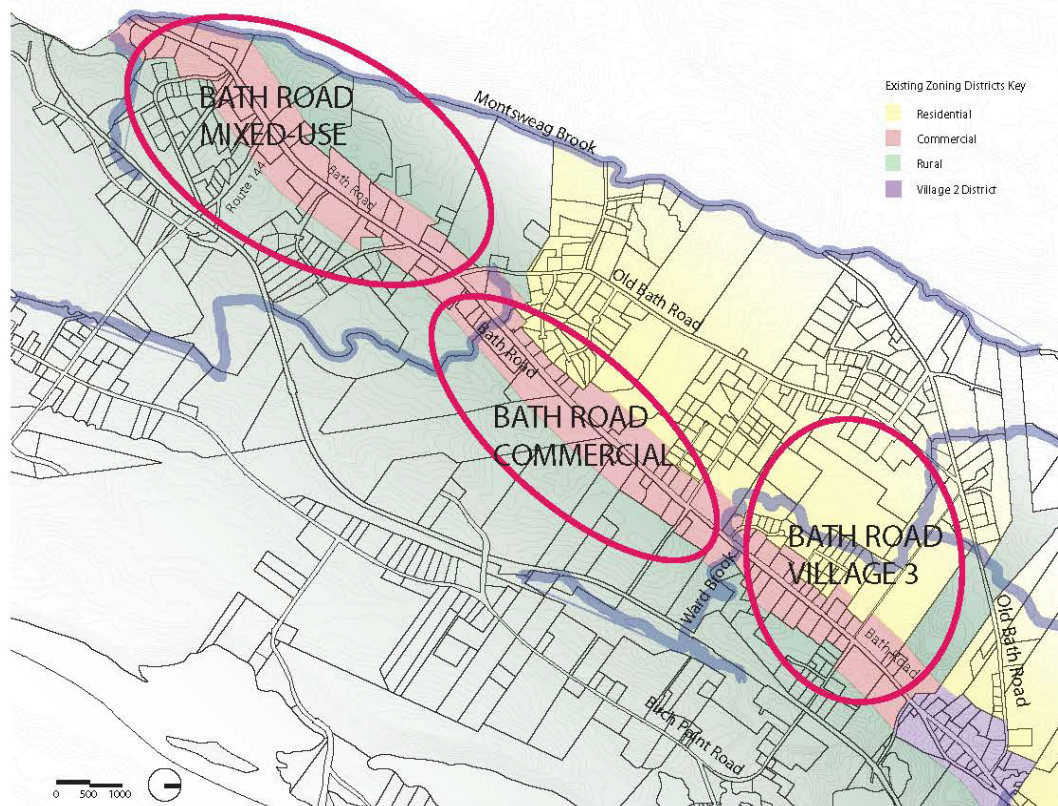 BATH ROAD
MIXED-USE
Montsweag Brook
Route 144
Bath Road
Existing Zoning Districts Key
Residential
Commercial
Rural
Village 2 District
Old Bath Road
Bath Road
BATH ROAD
COMMERCIAL
BATH ROAD
VILLAGE 3
Ward Brook
Bath Road
Old Bath Road
Birch Point Road
0 500 1000